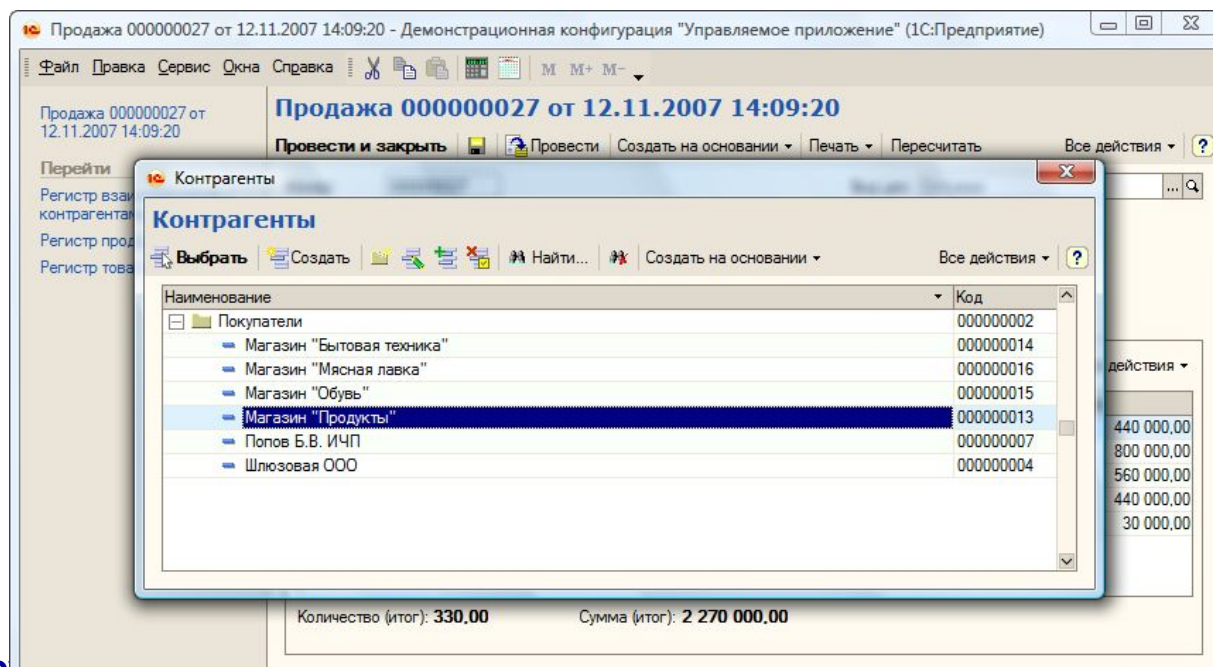 Продажа 000000027 от 12.11.2007 14:09:20 - Демонстрационная конфигурация "Управляемое приложение" (1С:Предприятие)
Файл Правка Сервис Окна Справка M M+ M-
Продажа 000000027 от
12.11.2007 14:09:20
Продажа 000000027 от 12.11.2007 14:09:20
Провести и закрыть Провести Создать на основании Печать Пересчитать Все действия ?
Перейти
Регистр
Регистр
Регистр
Контрагенты
Контрагенты
Выбрать Создать Найти... Создать на основании Все действия ?
Наименование Код
Покупатели 000000002
Магазин "Бытовая техника" 000000014
Магазин "Мясная лавка" 000000016
Магазин "Обувь" 000000015
Магазин "Продукты" 000000013
Попов Б.В. ИЧП 000000007
Шлюзовая ООО 000000004
действия
440 000,00
800 000,00
560 000,00
440 000,00
30 000,00
Количество (итог): 330,00 Сумма (итог): 2 270 000,00